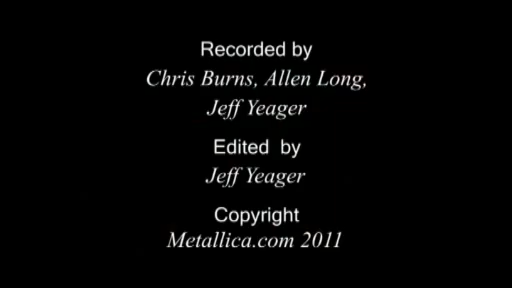 Recorded by
Chris Burns, Allen Long,
Jeff Yeager
Edited by
Jeff Yeager
Copyright
Metallica.com 2011